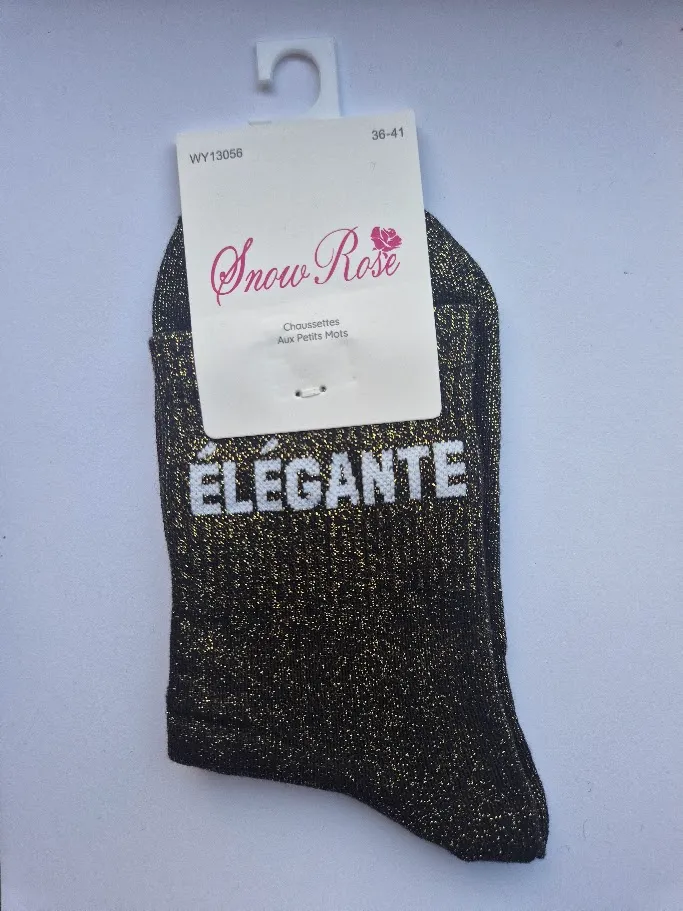 WY13056
36-41
Snow Rose
Chaussettes
Aux Petits Mots
ÉLÉGANTE